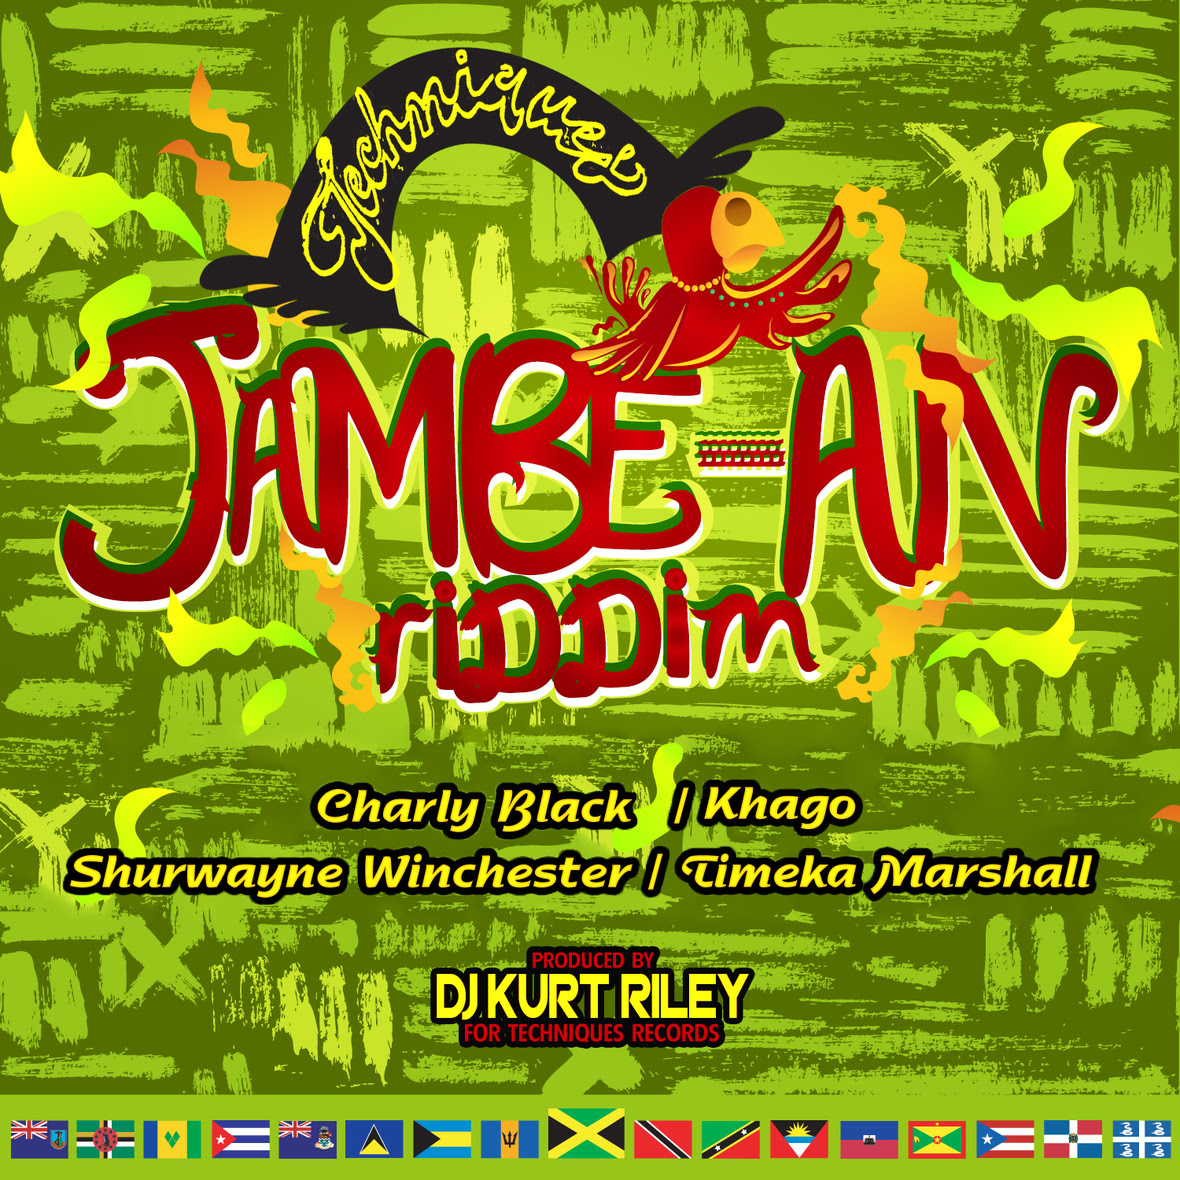 Techniques
JAMBE=AN
riDDim
Charly Black / Khago
Shurwayne Winchester / Timeka Marshall
PRODUCED BY
DJ KURT RILEY
FOR TECHNIQUES RECORDS